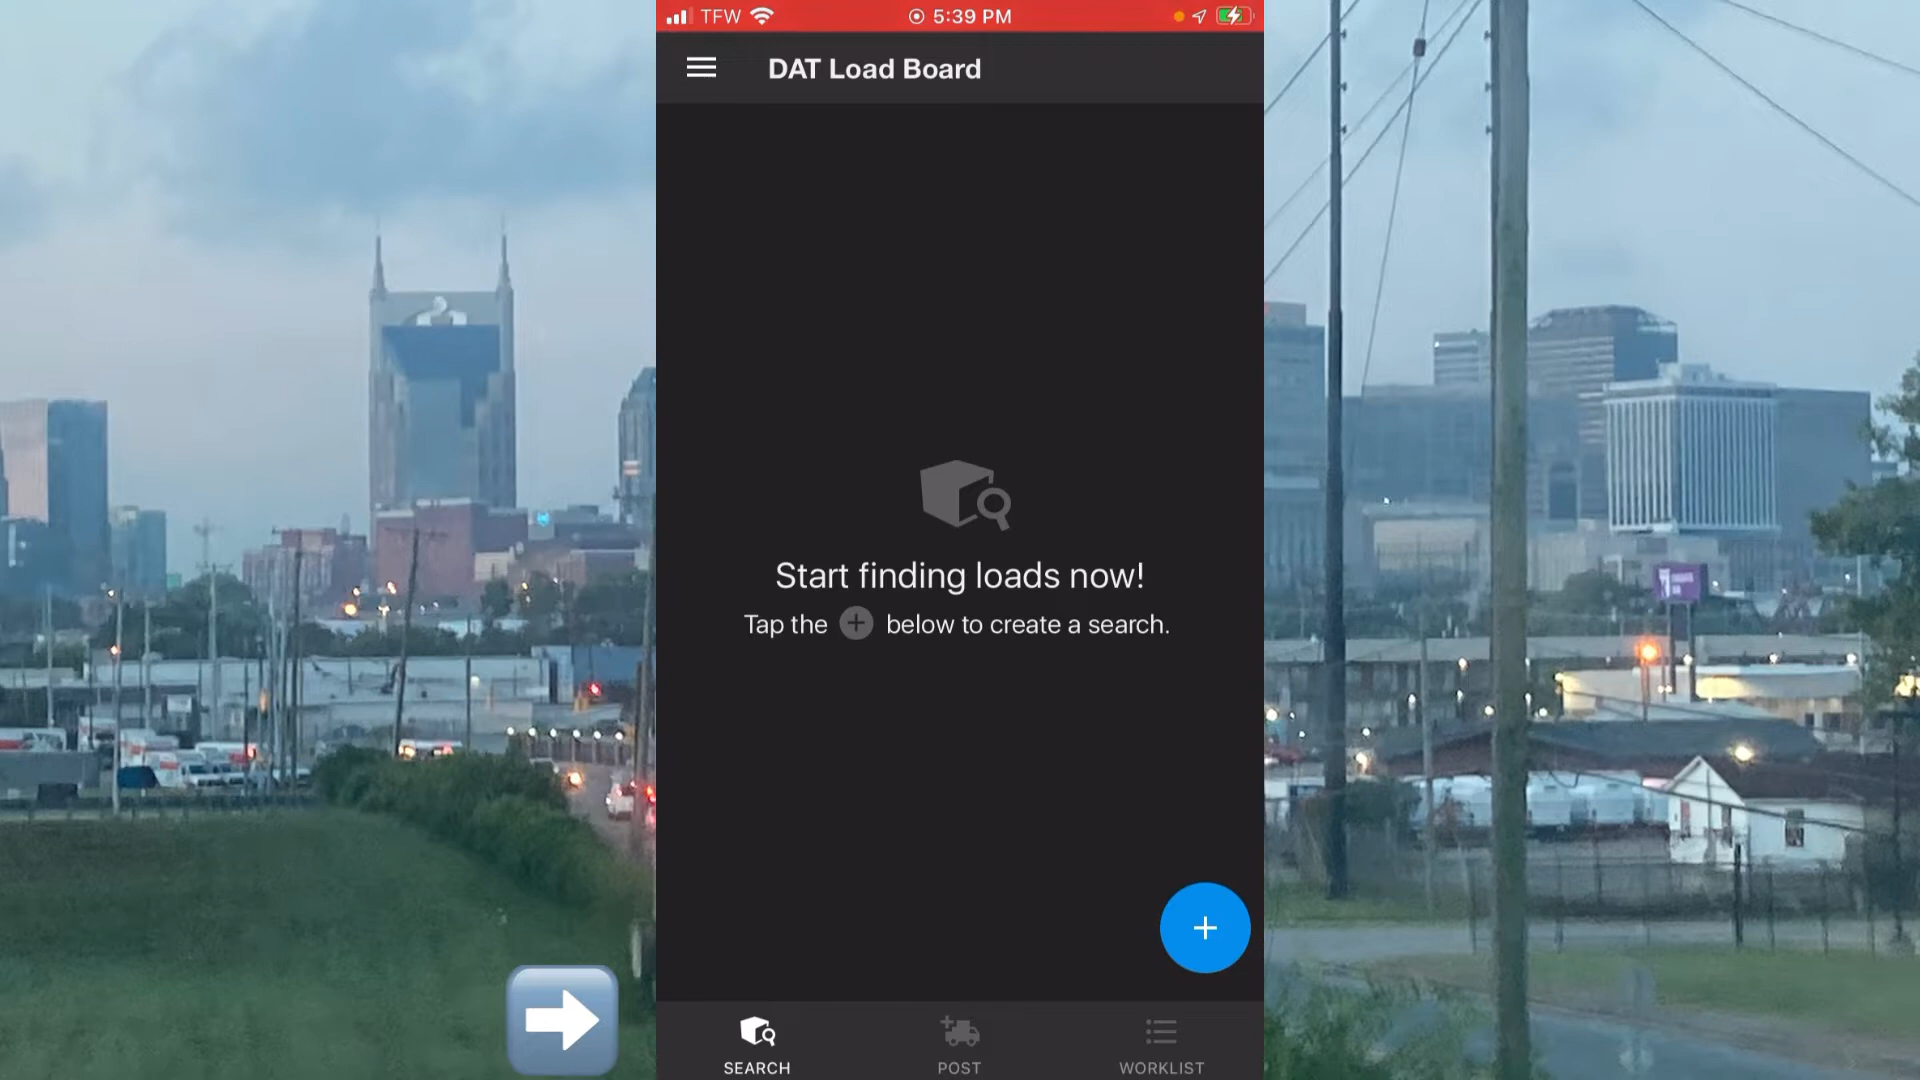 TFW 5:39 PM
DAT Load Board
Start finding loads now!
Tap the + below to create a search.
+
SEARCH
POST
WORKLIST